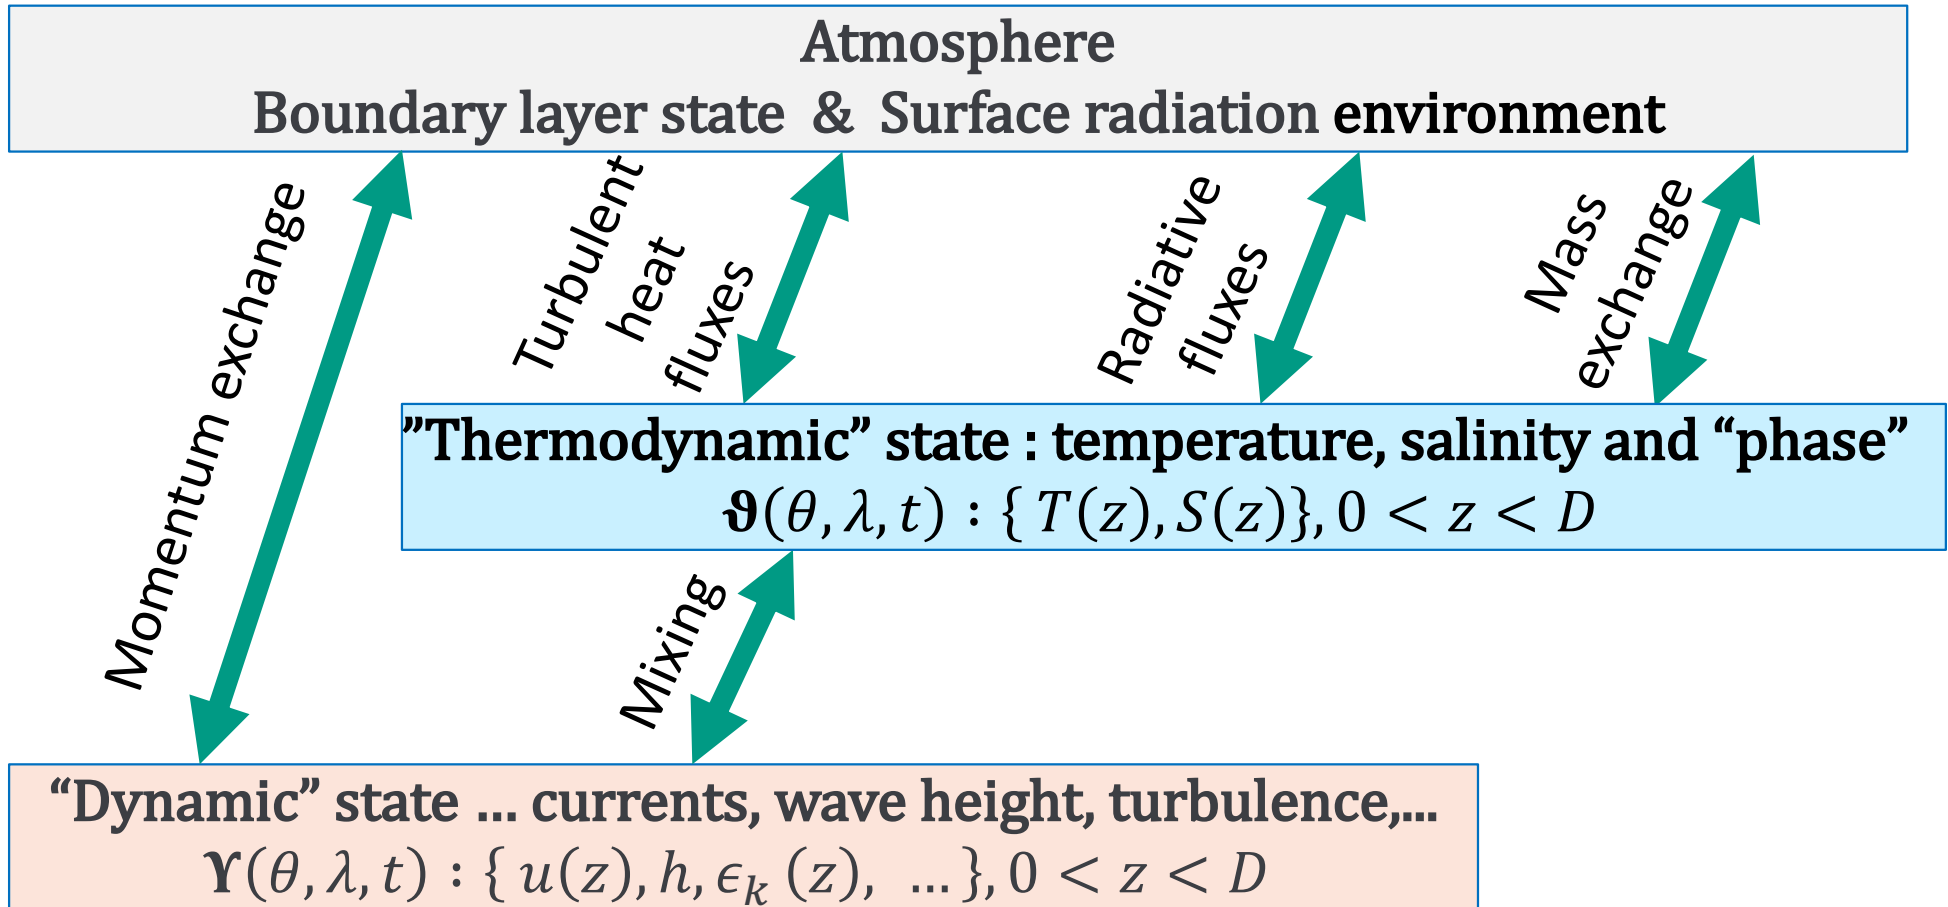 Atmosphere
Boundary layer state & Surface radiation environment
Momentum exchange
Turbulent
heat
fluxes
Radiative
fluxes
Mass
exchange
”Thermodynamic” state : temperature, salinity and “phase”
𝛝(θ, λ, t) : { T(z), S(z)}, 0 < z < D
Mixing
“Dynamic” state ... currents, wave height, turbulence,...
𝚼(θ, λ, t) : { u(z), h, ϵₖ (z), ... }, 0 < z < D